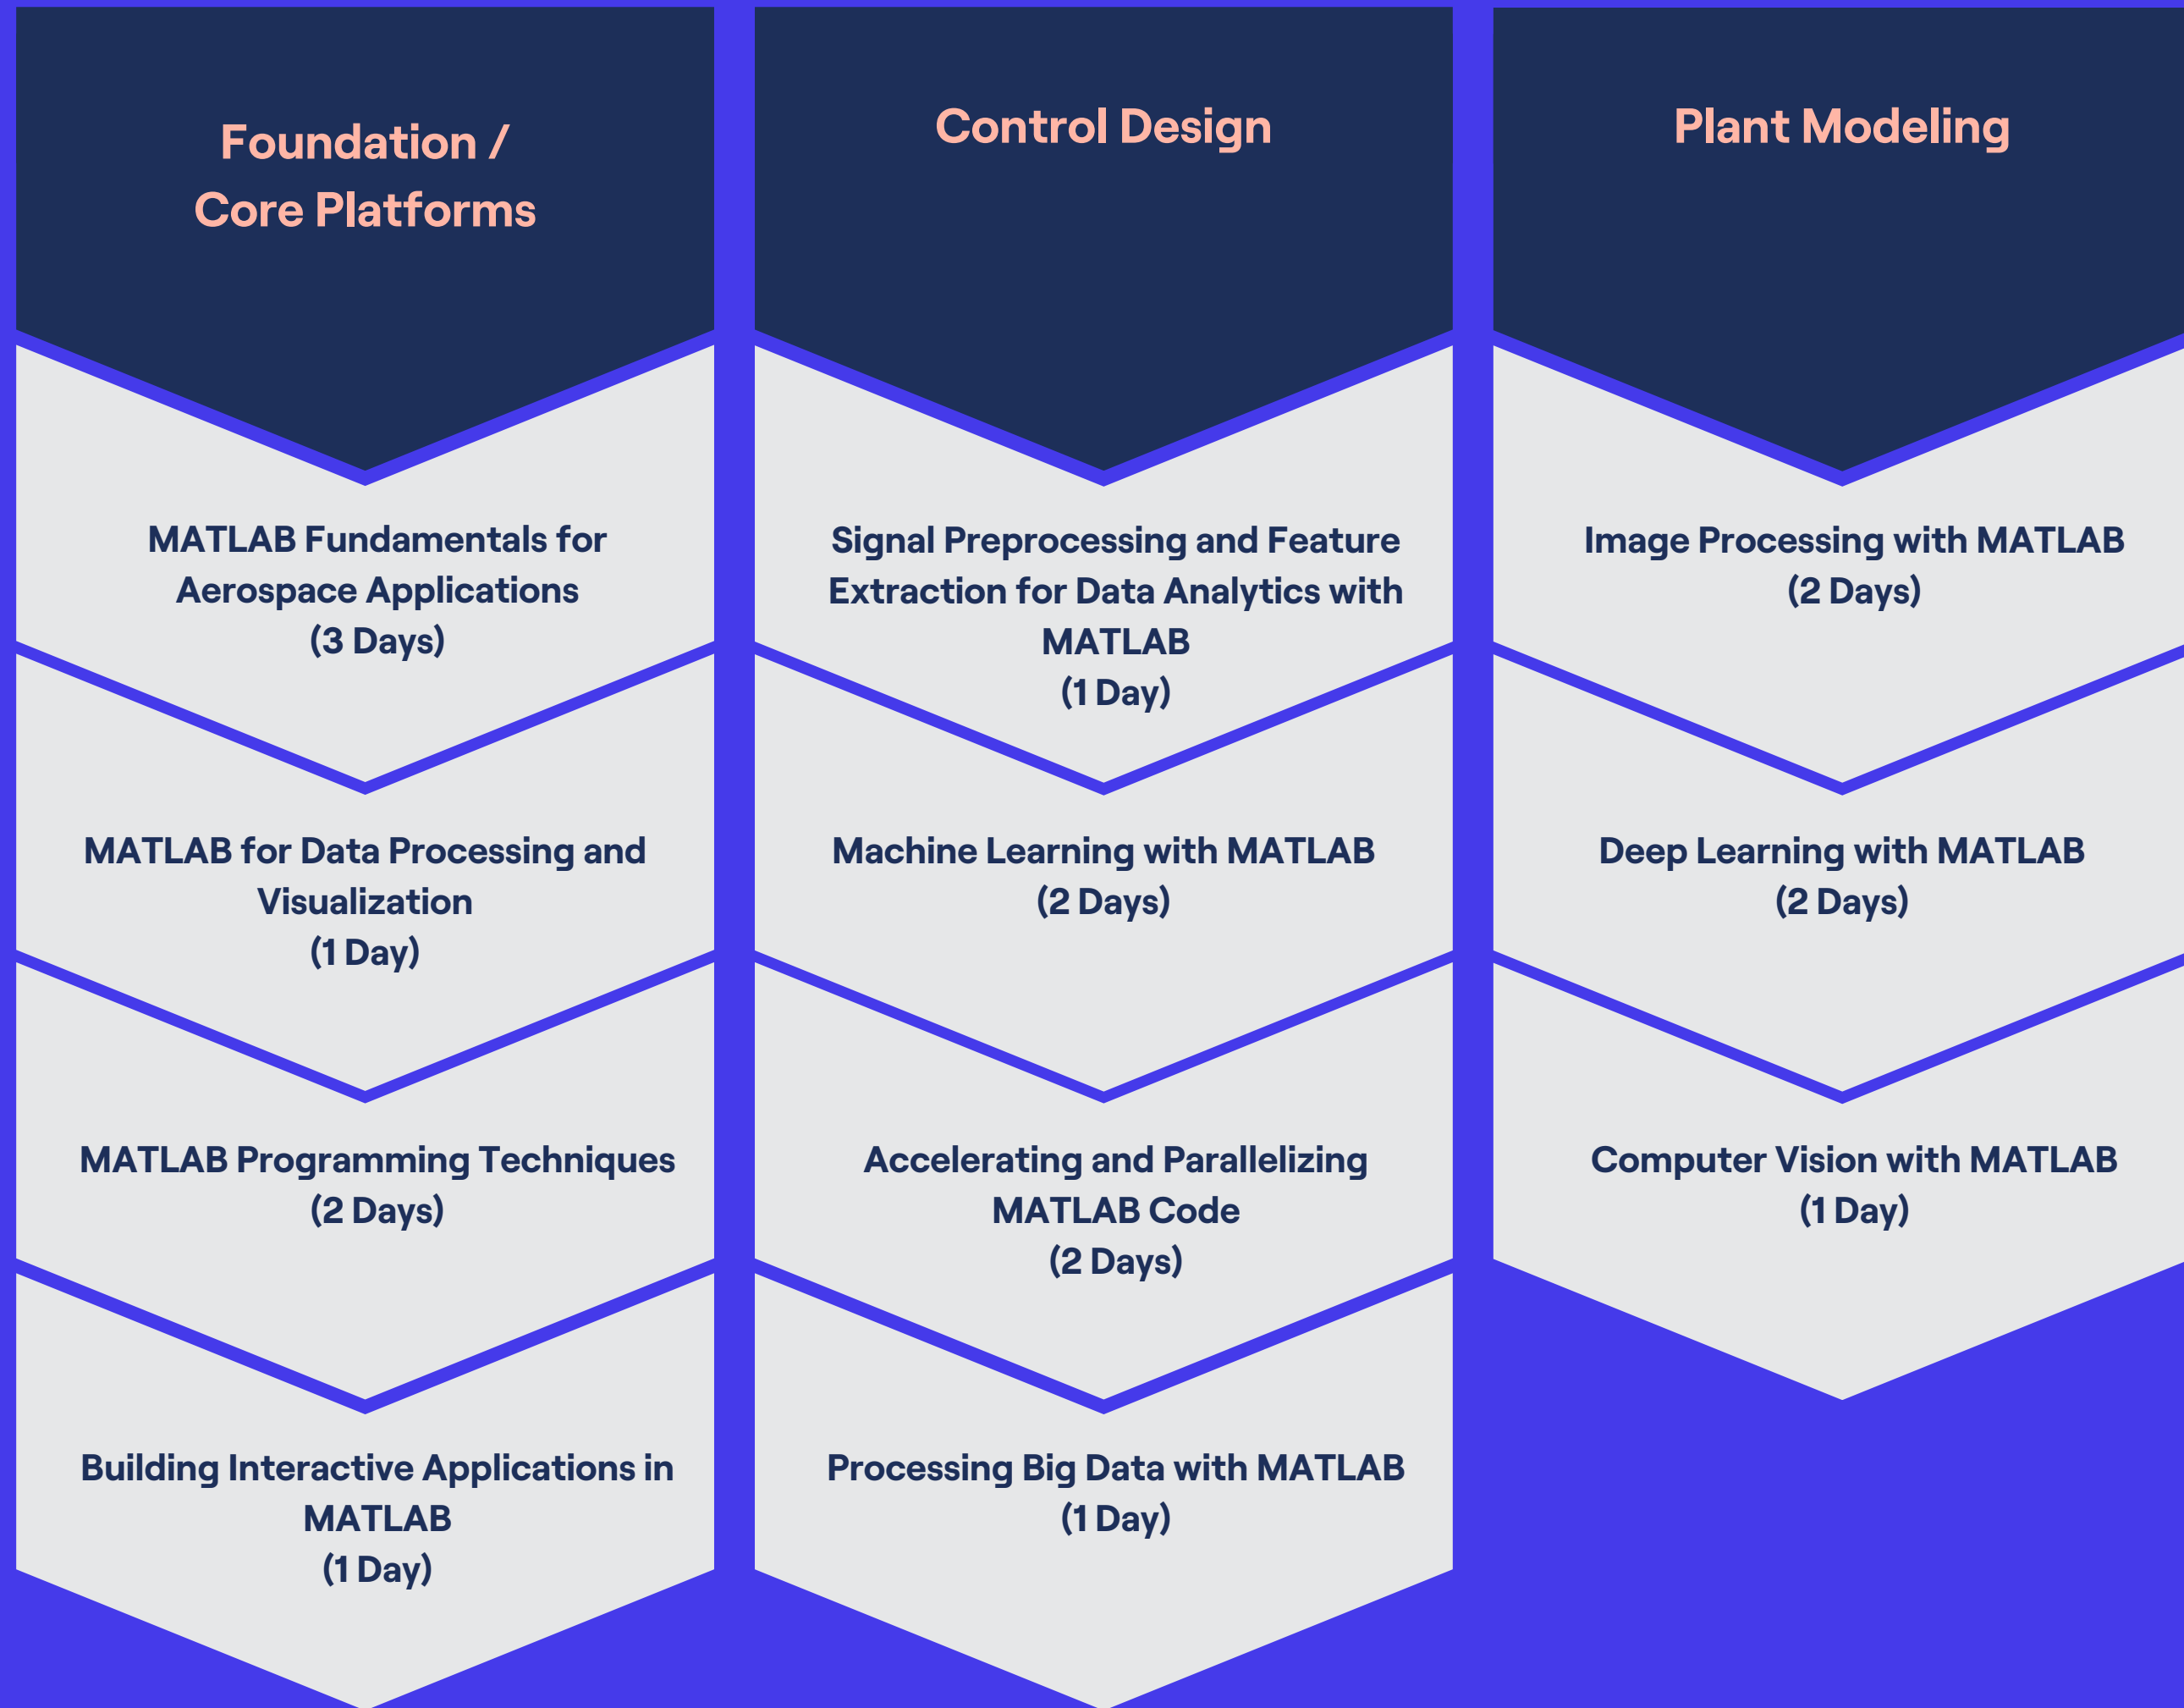 Foundation /
Core Platforms
MATLAB Fundamentals for
Aerospace Applications
(3 Days)
MATLAB for Data Processing and
Visualization
(1 Day)
MATLAB Programming Techniques
(2 Days)
Building Interactive Applications in
MATLAB
(1 Day)
Control Design
Signal Preprocessing and Feature
Extraction for Data Analytics with
MATLAB
(1 Day)
Machine Learning with MATLAB
(2 Days)
Accelerating and Parallelizing
MATLAB Code
(2 Days)
Processing Big Data with MATLAB
(1 Day)
Plant Modeling
Image Processing with MATLAB
(2 Days)
Deep Learning with MATLAB
(2 Days)
Computer Vision with MATLAB
(1 Day)